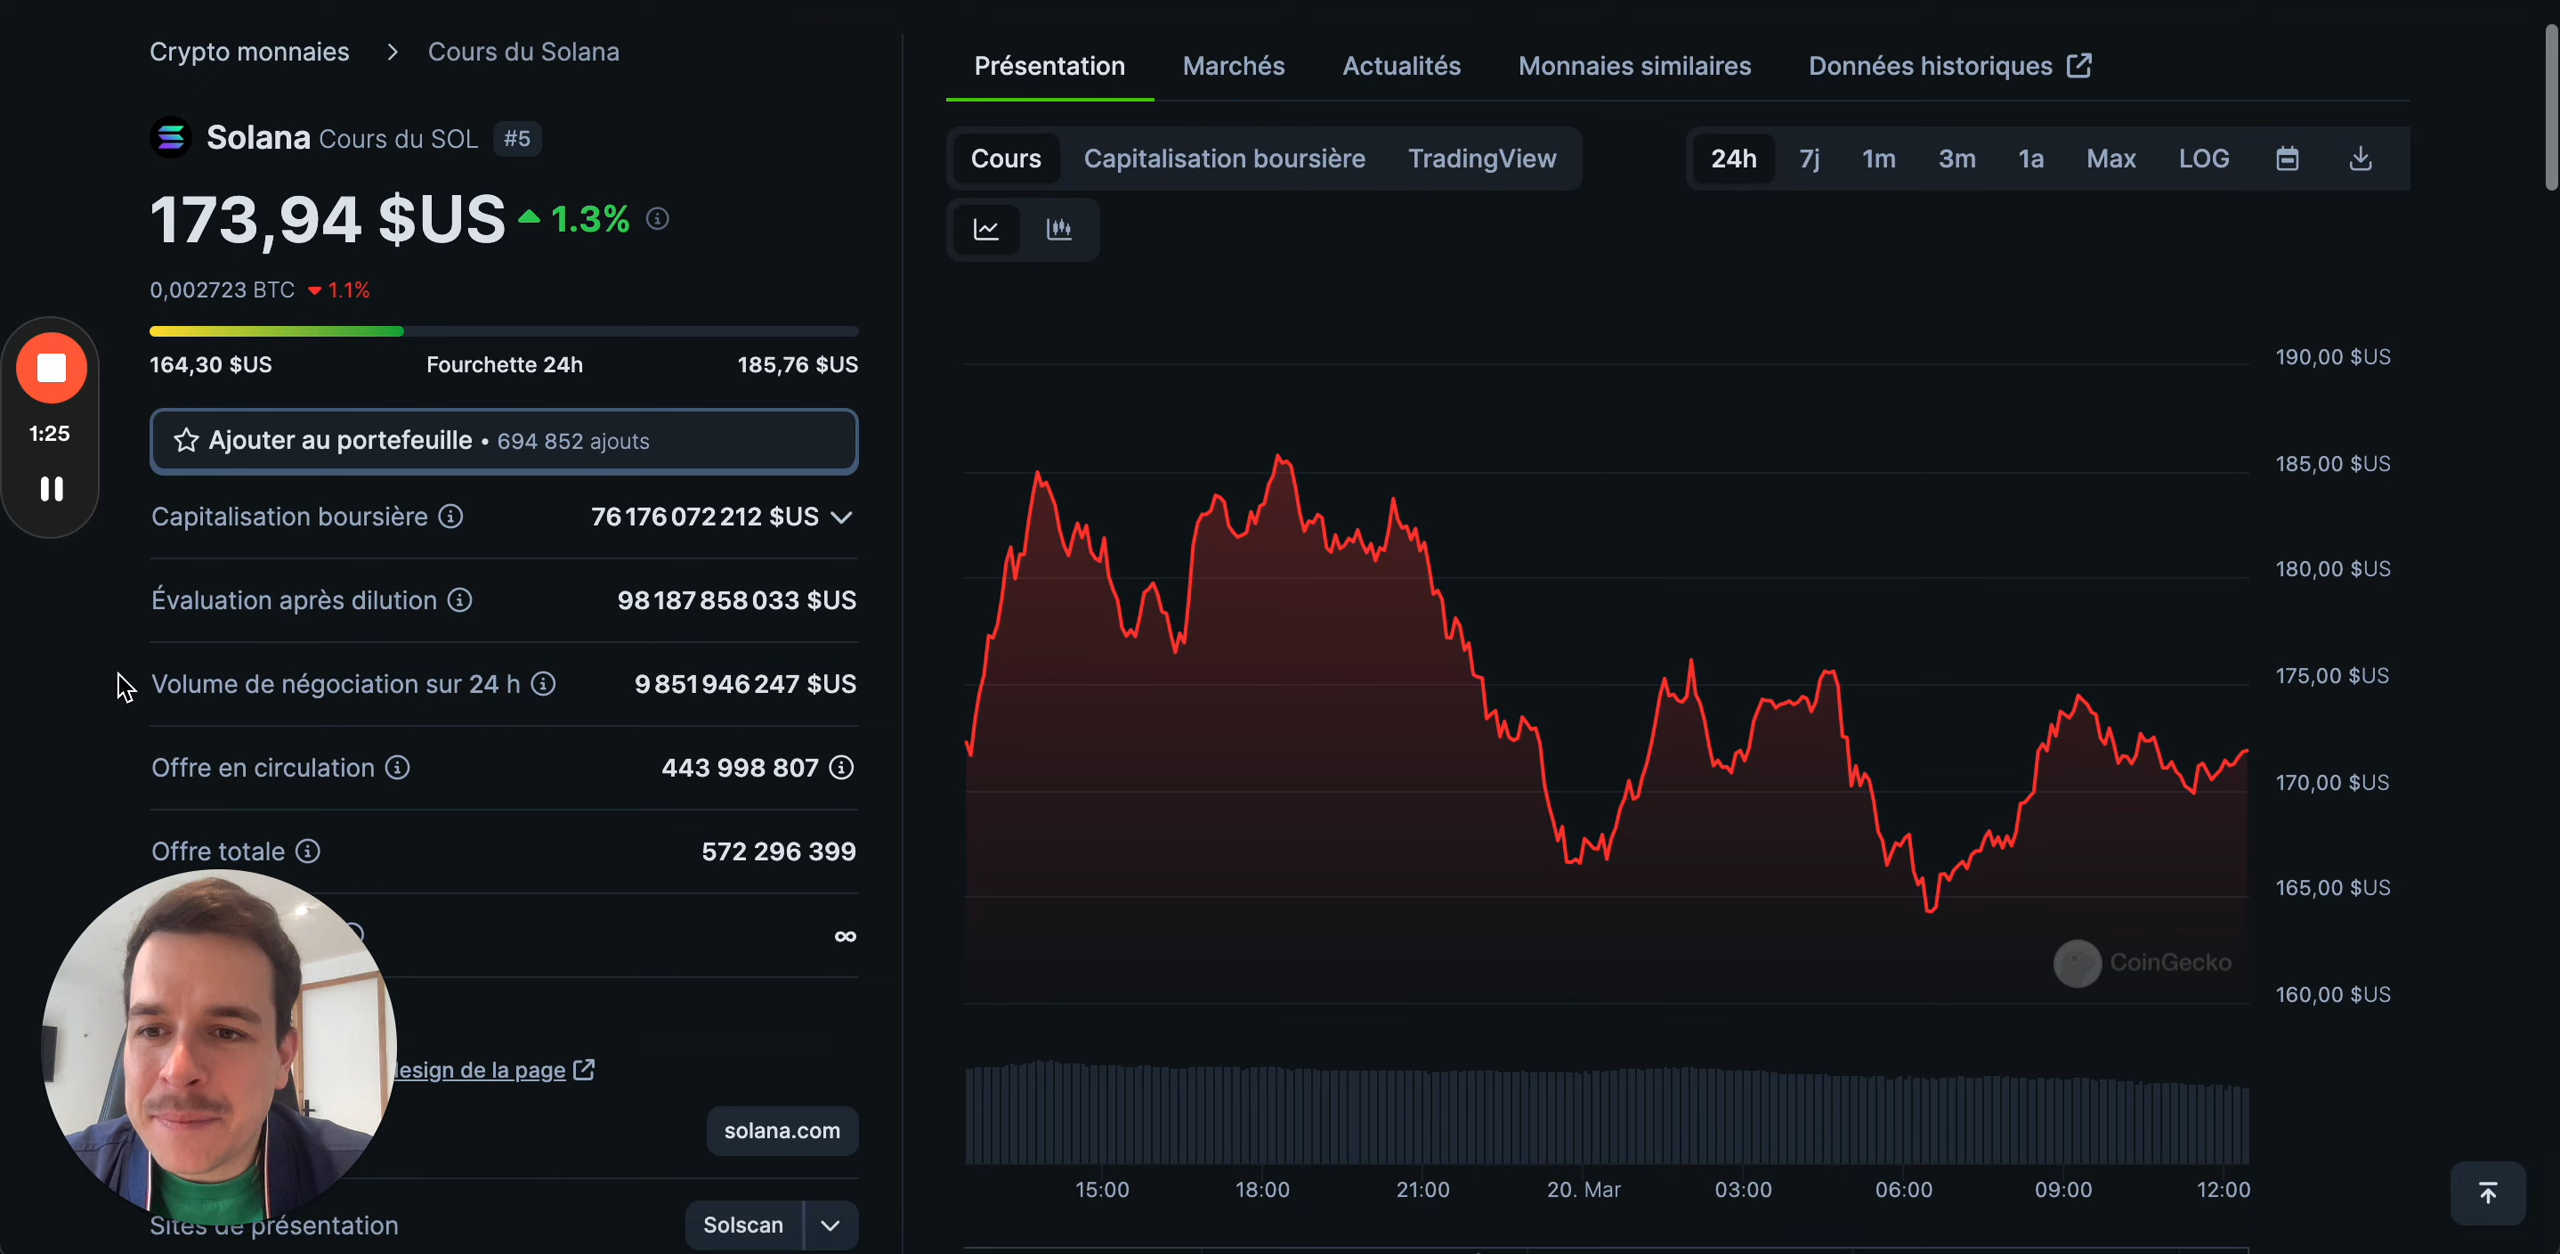 Crypto monnaies > Cours du Solana
Solana Cours du SOL #5
173,94 $US 1.3%
0,002723 BTC 1.1%
164,30 $US Fourchette 24h 185,76 $US
1:25
Ajouter au portefeuille • 694 852 ajouts
Capitalisation boursière 76 176 072 212 $US
Évaluation après dilution 98 187 858 033 $US
Volume de négociation sur 24 h 9 851 946 247 $US
Offre en circulation 443 998 807
Offre totale 572 296 399
∞
design de la page
solana.com
Sites de présentation Solscan
Présentation Marchés Actualités Monnaies similaires Données historiques
Cours Capitalisation boursière TradingView
24h 7j 1m 3m 1a Max LOG
190,00 $US
185,00 $US
180,00 $US
175,00 $US
170,00 $US
165,00 $US
160,00 $US
CoinGecko
15:00 18:00 21:00 20. Mar 03:00 06:00 09:00 12:00